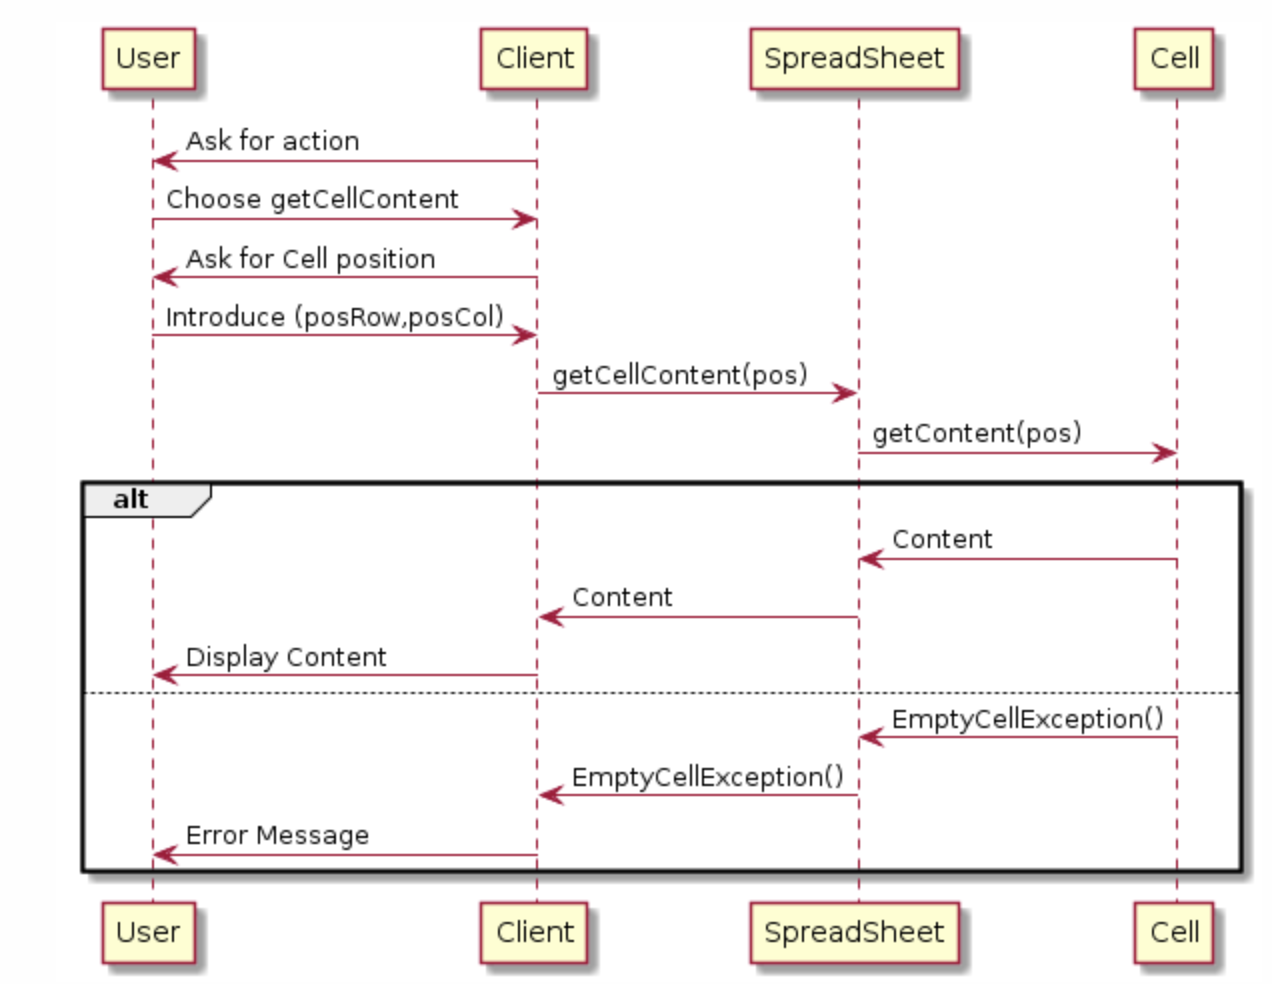 User
Client
SpreadSheet
Cell
Ask for action
Choose getCellContent
Ask for Cell position
Introduce (posRow,posCol)
getCellContent(pos)
getContent(pos)
alt
Content
Content
Display Content
EmptyCellException()
EmptyCellException()
Error Message
User
Client
SpreadSheet
Cell